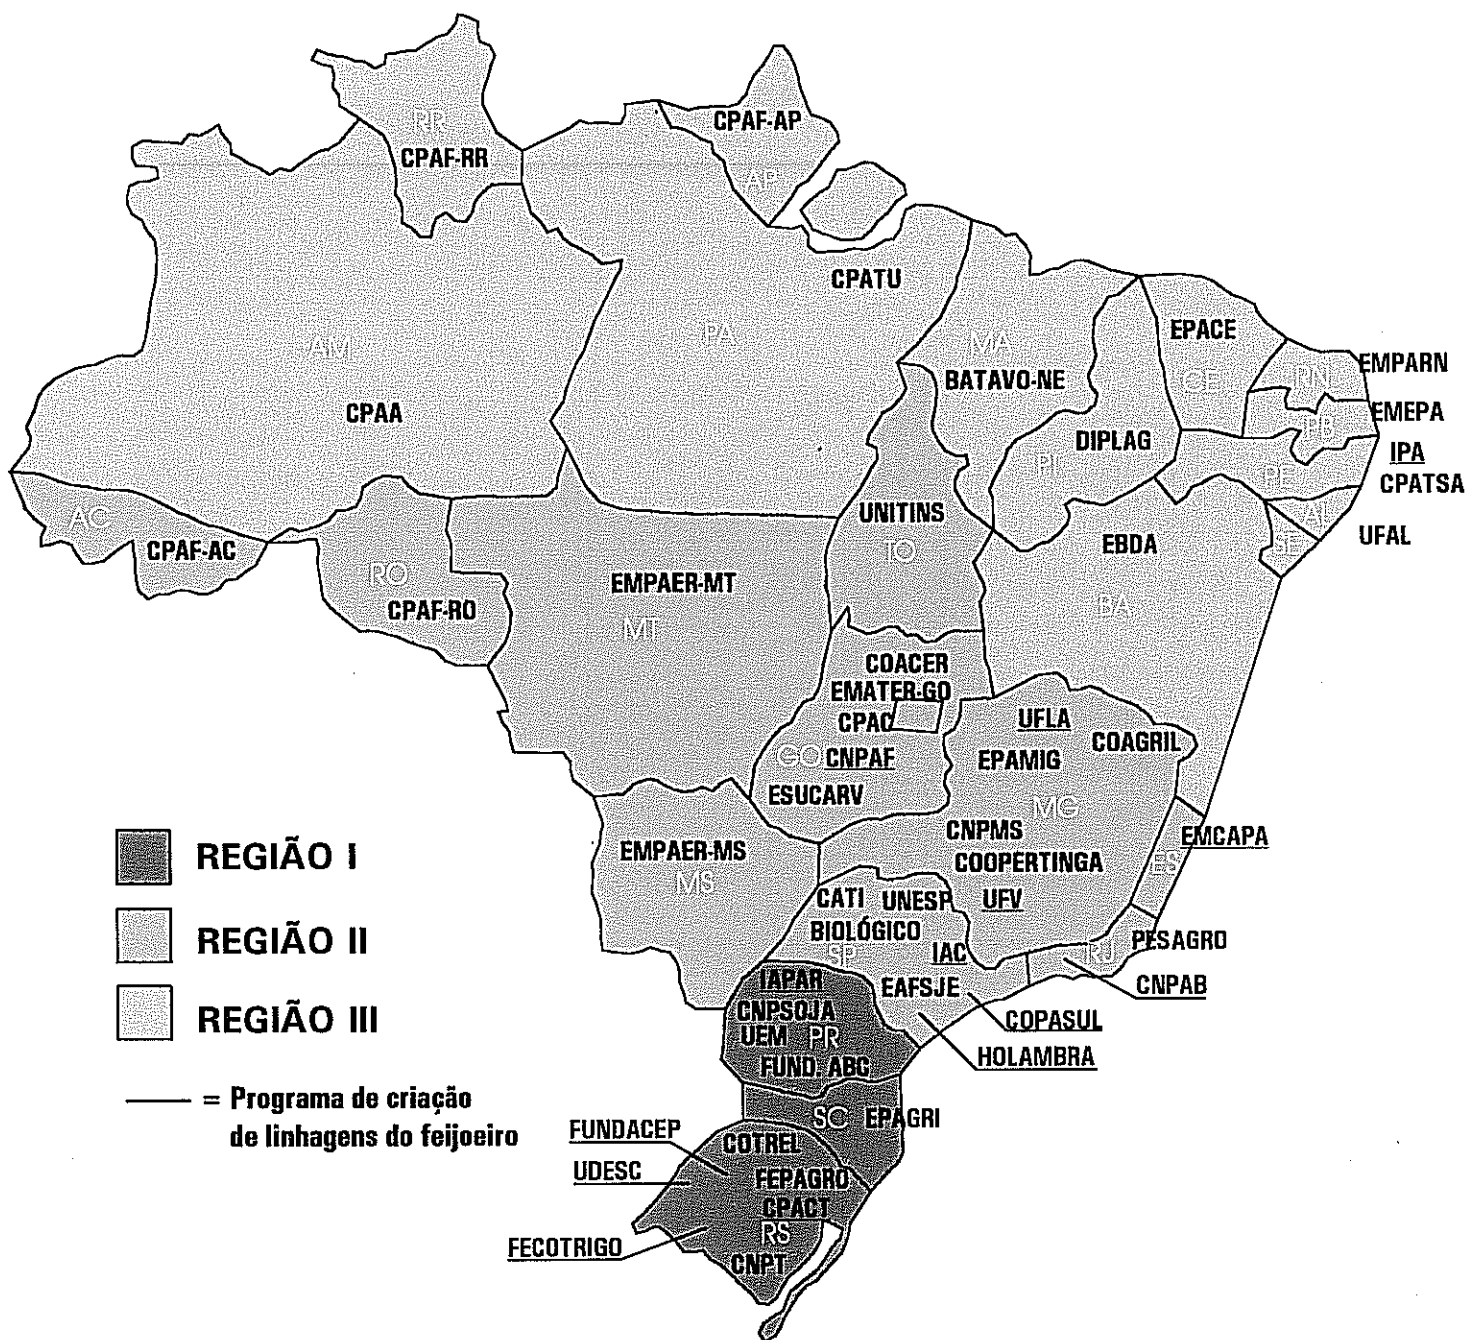 RR
CPAF-RR
CPAF-AP
AP
CPATU
PA
AM
CPAA
MA
BATAVO-NE
EPACE
CE
RN
EMPARN
PB
EMEPA
DIPLAG
PI
IPA
PE
CPATSA
AL
UFAL
SE
AC
CPAF-AC
RO
CPAF-RO
UNITINS
TO
EBDA
BA
EMPAER-MT
MT
COACER
EMATER-GO
CPAC
GO CNPAF
ESUCARV
UFLA
COAGRIL
EPAMIG
MG
CNPMS
COOPERTINGA
UFV
EMCAPA
ES
EMPAER-MS
MS
CATI UNESP
BIOLÓGICO
SP IAC
EAFSJE
RJ PESAGRO
CNPAB
COPASUL
HOLAMBRA
IAPAR
CNPSOJA
UEM PR
FUND. ABC
SC EPAGRI
FUNDACEP
COTREL
UDESC
FEPAGRO
CPACT
RS
FECOTRIGO
CNPT
REGIÃO I
REGIÃO II
REGIÃO III
= Programa de criação
de linhagens do feijoeiro